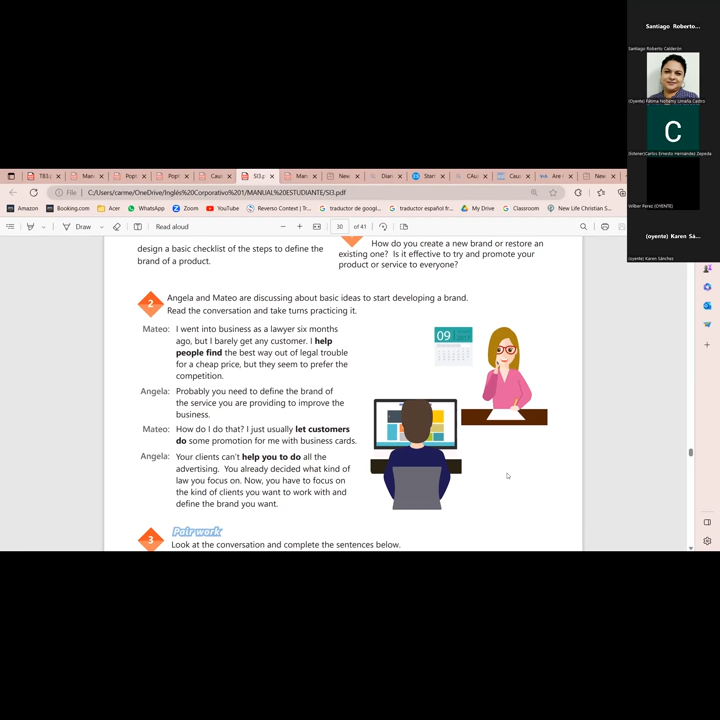 Santiago Roberto...
Santiago Roberto Calderón
(Oyente) Fátima Nohemy Umaña Castro
C
(Listener)Carlos Ernesto Hernández Zepeda
Wilber Perez (OYENTE)
(oyente) Karen Sá...
(oyente) Karen Sánchez
SI3.p
File
C:/Users/carme/OneDrive/Inglés%20Corporativo%201/MANUAL%20ESTUDIANTE/SI3.pdf
Amazon
Booking.com
Acer
WhatsApp
Zoom
YouTube
Reverso Context | Tr...
traductor de googl...
traductor español fr...
My Drive
Classroom
New Life Christian S...
Draw
Read aloud
30
of 41
design a basic checklist of the steps to define the
brand of a product.
How do you create a new brand or restore an
existing one? Is it effective to try and promote your
product or service to everyone?
2
Angela and Mateo are discussing about basic ideas to start developing a brand.
Read the conversation and take turns practicing it.
Mateo: I went into business as a lawyer six months
ago, but I barely get any customer. I help
people find the best way out of legal trouble
for a cheap price, but they seem to prefer the
competition.
Angela: Probably you need to define the brand of
the service you are providing to improve the
business.
Mateo: How do I do that? I just usually let customers
do some promotion for me with business cards.
Angela: Your clients can't help you to do all the
advertising. You already decided what kind of
law you focus on. Now, you have to focus on
the kind of clients you want to work with and
define the brand you want.
09
3
Pair work
Look at the conversation and complete the sentences below.